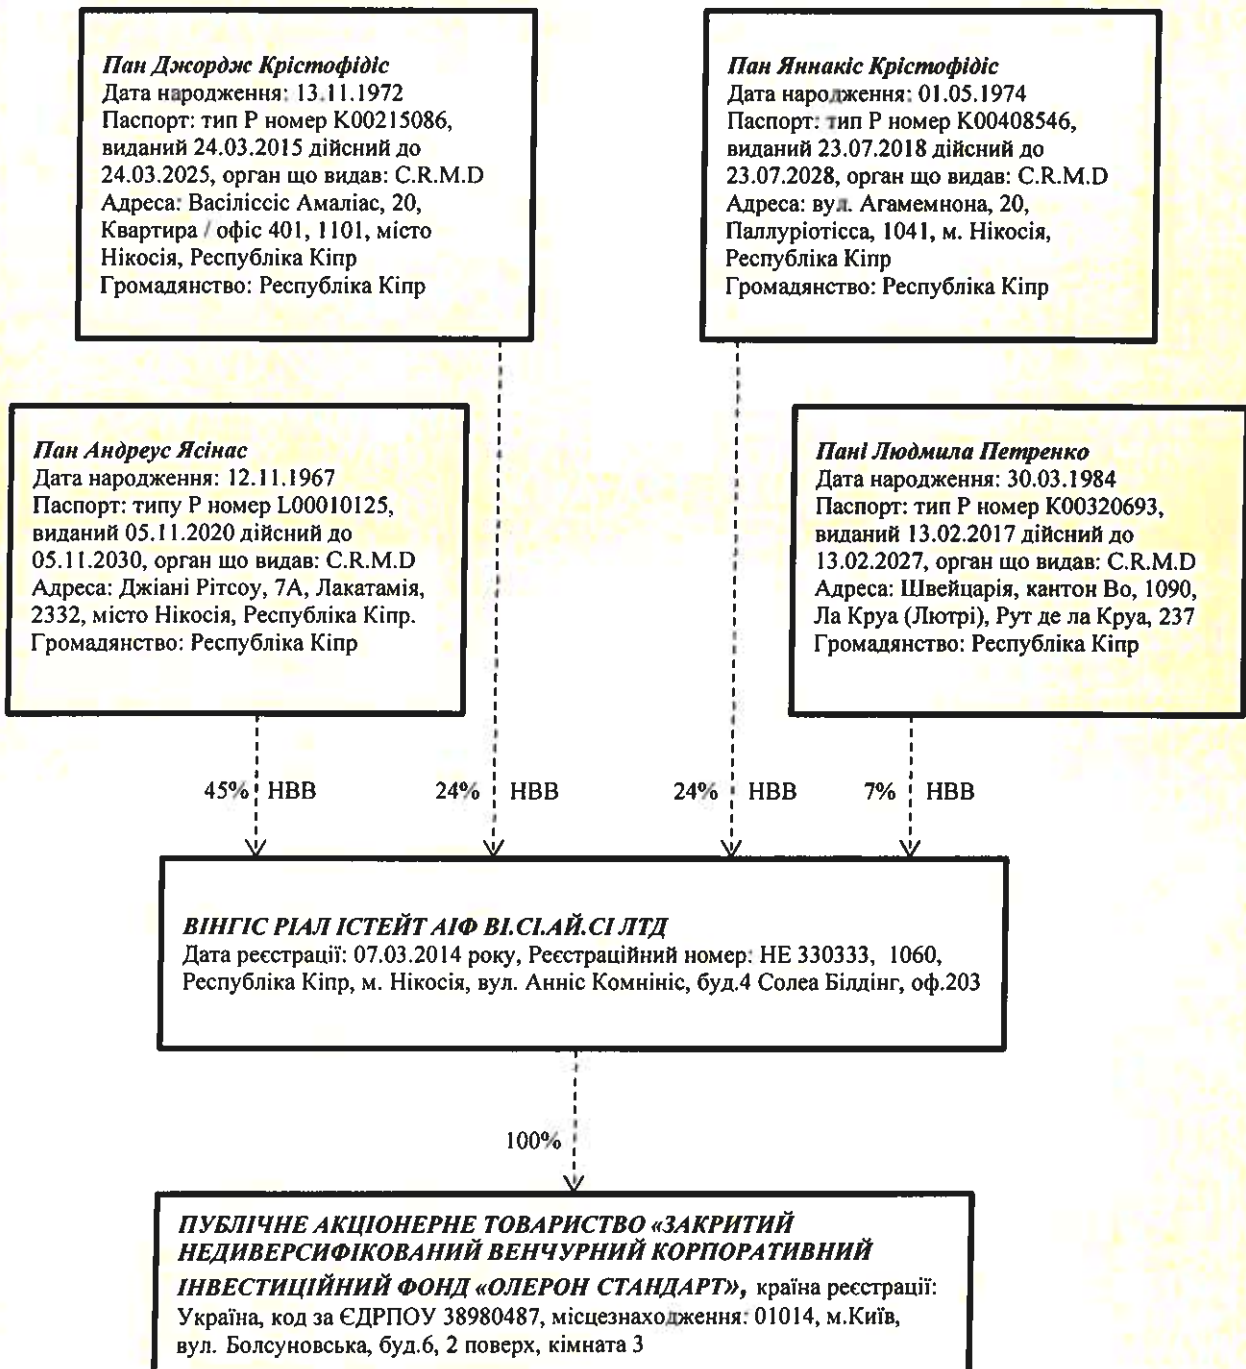 Пан Джордж Крістофідіс
Дата народження: 13.11.1972
Паспорт: тип Р номер К00215086,
виданий 24.03.2015 дійсний до
24.03.2025, орган що видав: C.R.M.D
Адреса: Васіліссіс Амаліас, 20,
Квартира / офіс 401, 1101, місто
Нікосія, Республіка Кіпр
Громадянство: Республіка Кіпр
Пан Яннакіс Крістофідіс
Дата народження: 01.05.1974
Паспорт: тип Р номер К00408546,
виданий 23.07.2018 дійсний до
23.07.2028, орган що видав: C.R.M.D
Адреса: вул. Агамемнона, 20,
Паллуріотісса, 1041, м. Нікосія,
Республіка Кіпр
Громадянство: Республіка Кіпр
Пан Андреус Ясінас
Дата народження: 12.11.1967
Паспорт: типу Р номер L00010125,
виданий 05.11.2020 дійсний до
05.11.2030, орган що видав: C.R.M.D
Адреса: Джіані Рітсоу, 7А, Лакатамія,
2332, місто Нікосія, Республіка Кіпр.
Громадянство: Республіка Кіпр
Пані Людмила Петренко
Дата народження: 30.03.1984
Паспорт: тип Р номер К00320693,
виданий 13.02.2017 дійсний до
13.02.2027, орган що видав: C.R.M.D
Адреса: Швейцарія, кантон Во, 1090,
Ла Круа (Лютрі), Рут де ла Круа, 237
Громадянство: Республіка Кіпр
45% НВВ 24% НВВ 24% НВВ 7% НВВ
ВІНГІС РІАЛ ІСТЕЙТ АІФ ВІ.СІ.АЙ.СІ ЛТД
Дата реєстрації: 07.03.2014 року, Реєстраційний номер: НЕ 330333, 1060,
Республіка Кіпр, м. Нікосія, вул. Анніс Комнініс, буд.4 Солеа Білдінг, оф.203
100%
ПУБЛІЧНЕ АКЦІОНЕРНЕ ТОВАРИСТВО «ЗАКРИТИЙ
НЕДИВЕРСИФІКОВАНИЙ ВЕНЧУРНИЙ КОРПОРАТИВНИЙ
ІНВЕСТИЦІЙНИЙ ФОНД «ОЛЕРОН СТАНДАРТ», країна реєстрації:
Україна, код за ЄДРПОУ 38980487, місцезнаходження: 01014, м.Київ,
вул. Болсуновська, буд.6, 2 поверх, кімната 3